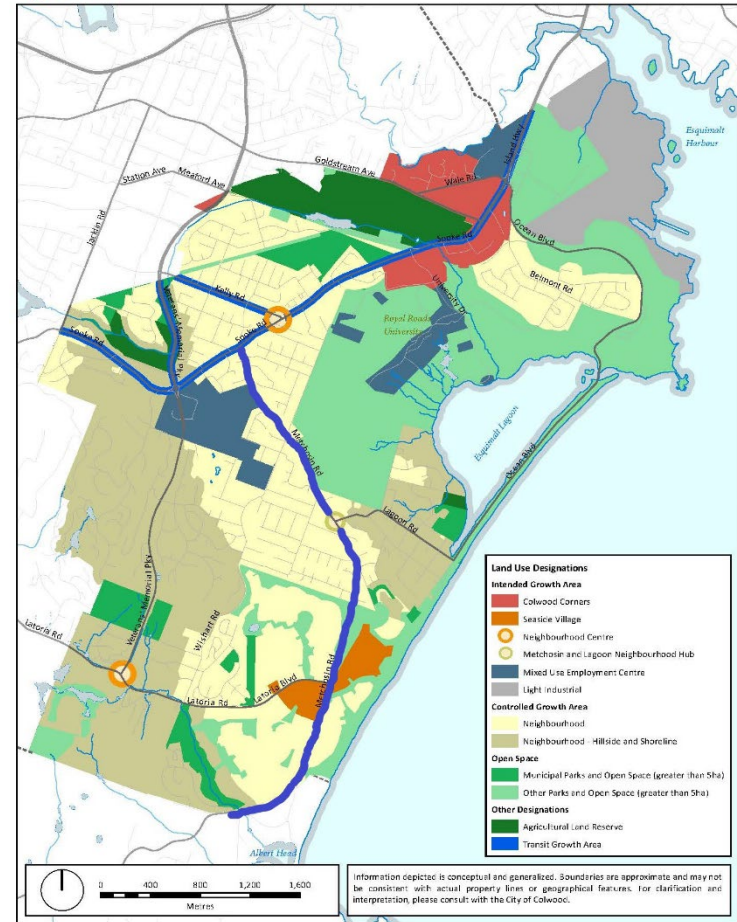 Esquimalt
Harbour
Island Hwy
Goldstream Ave
Wale Rd
Station Ave
Meaford Ave
Jacklin Rd
Ocean Blvd
Sooke Rd
Belmont Rd
University Dr
Kelly Rd
Royal Roads
University
Sooke Rd
Sooke Rd
Veterans Memorial Pky
Esquimalt Lagoon
Ocean Blvd
Metchosin Rd
Lagoon Rd
Veterans' Memorial Pky
Wishart Rd
Latoria Rd
Latoria Blvd
Metchosin Rd
Latoria Rd
Albert Head
Land Use Designations
Intended Growth Area
Colwood Corners
Seaside Village
Neighbourhood Centre
Metchosin and Lagoon Neighbourhood Hub
Mixed Use Employment Centre
Light Industrial
Controlled Growth Area
Neighbourhood
Neighbourhood - Hillside and Shoreline
Open Space
Municipal Parks and Open Space (greater than 5ha)
Other Parks and Open Space (greater than 5ha)
Other Designations
Agricultural Land Reserve
Transit Growth Area
0 400 800 1,200 1,600
Metres
Information depicted is conceptual and generalized. Boundaries are approximate and may not
be consistent with actual property lines or geographical features. For clarification and
interpretation, please consult with the City of Colwood.